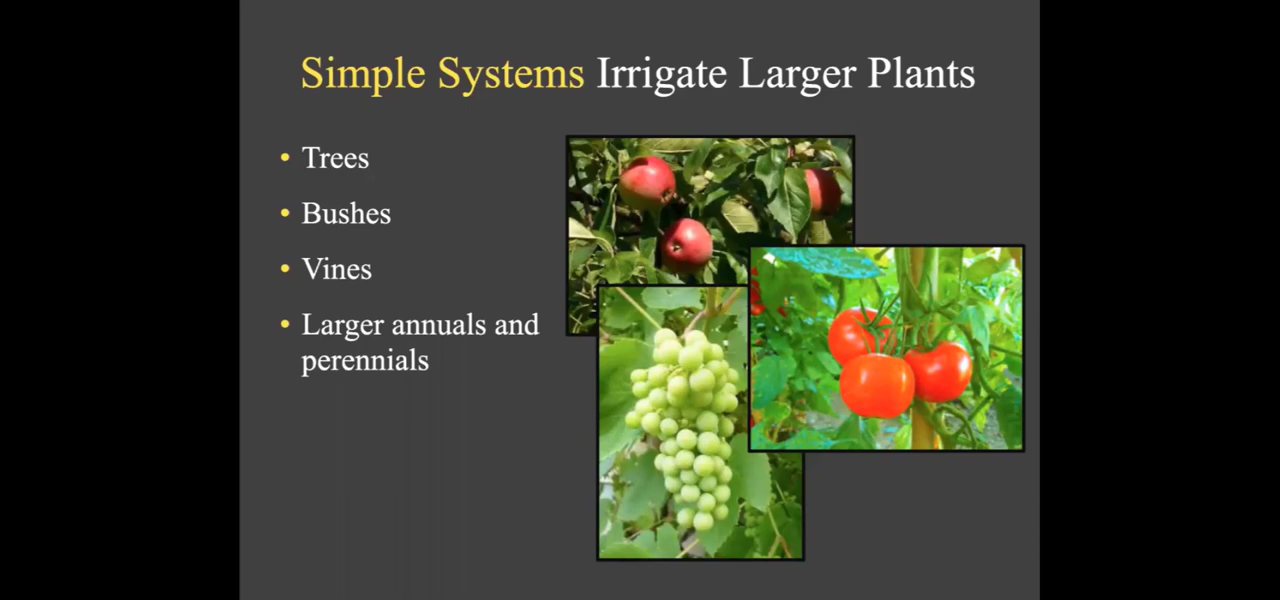 Simple Systems Irrigate Larger Plants
• Trees
• Bushes
• Vines
• Larger annuals and
perennials